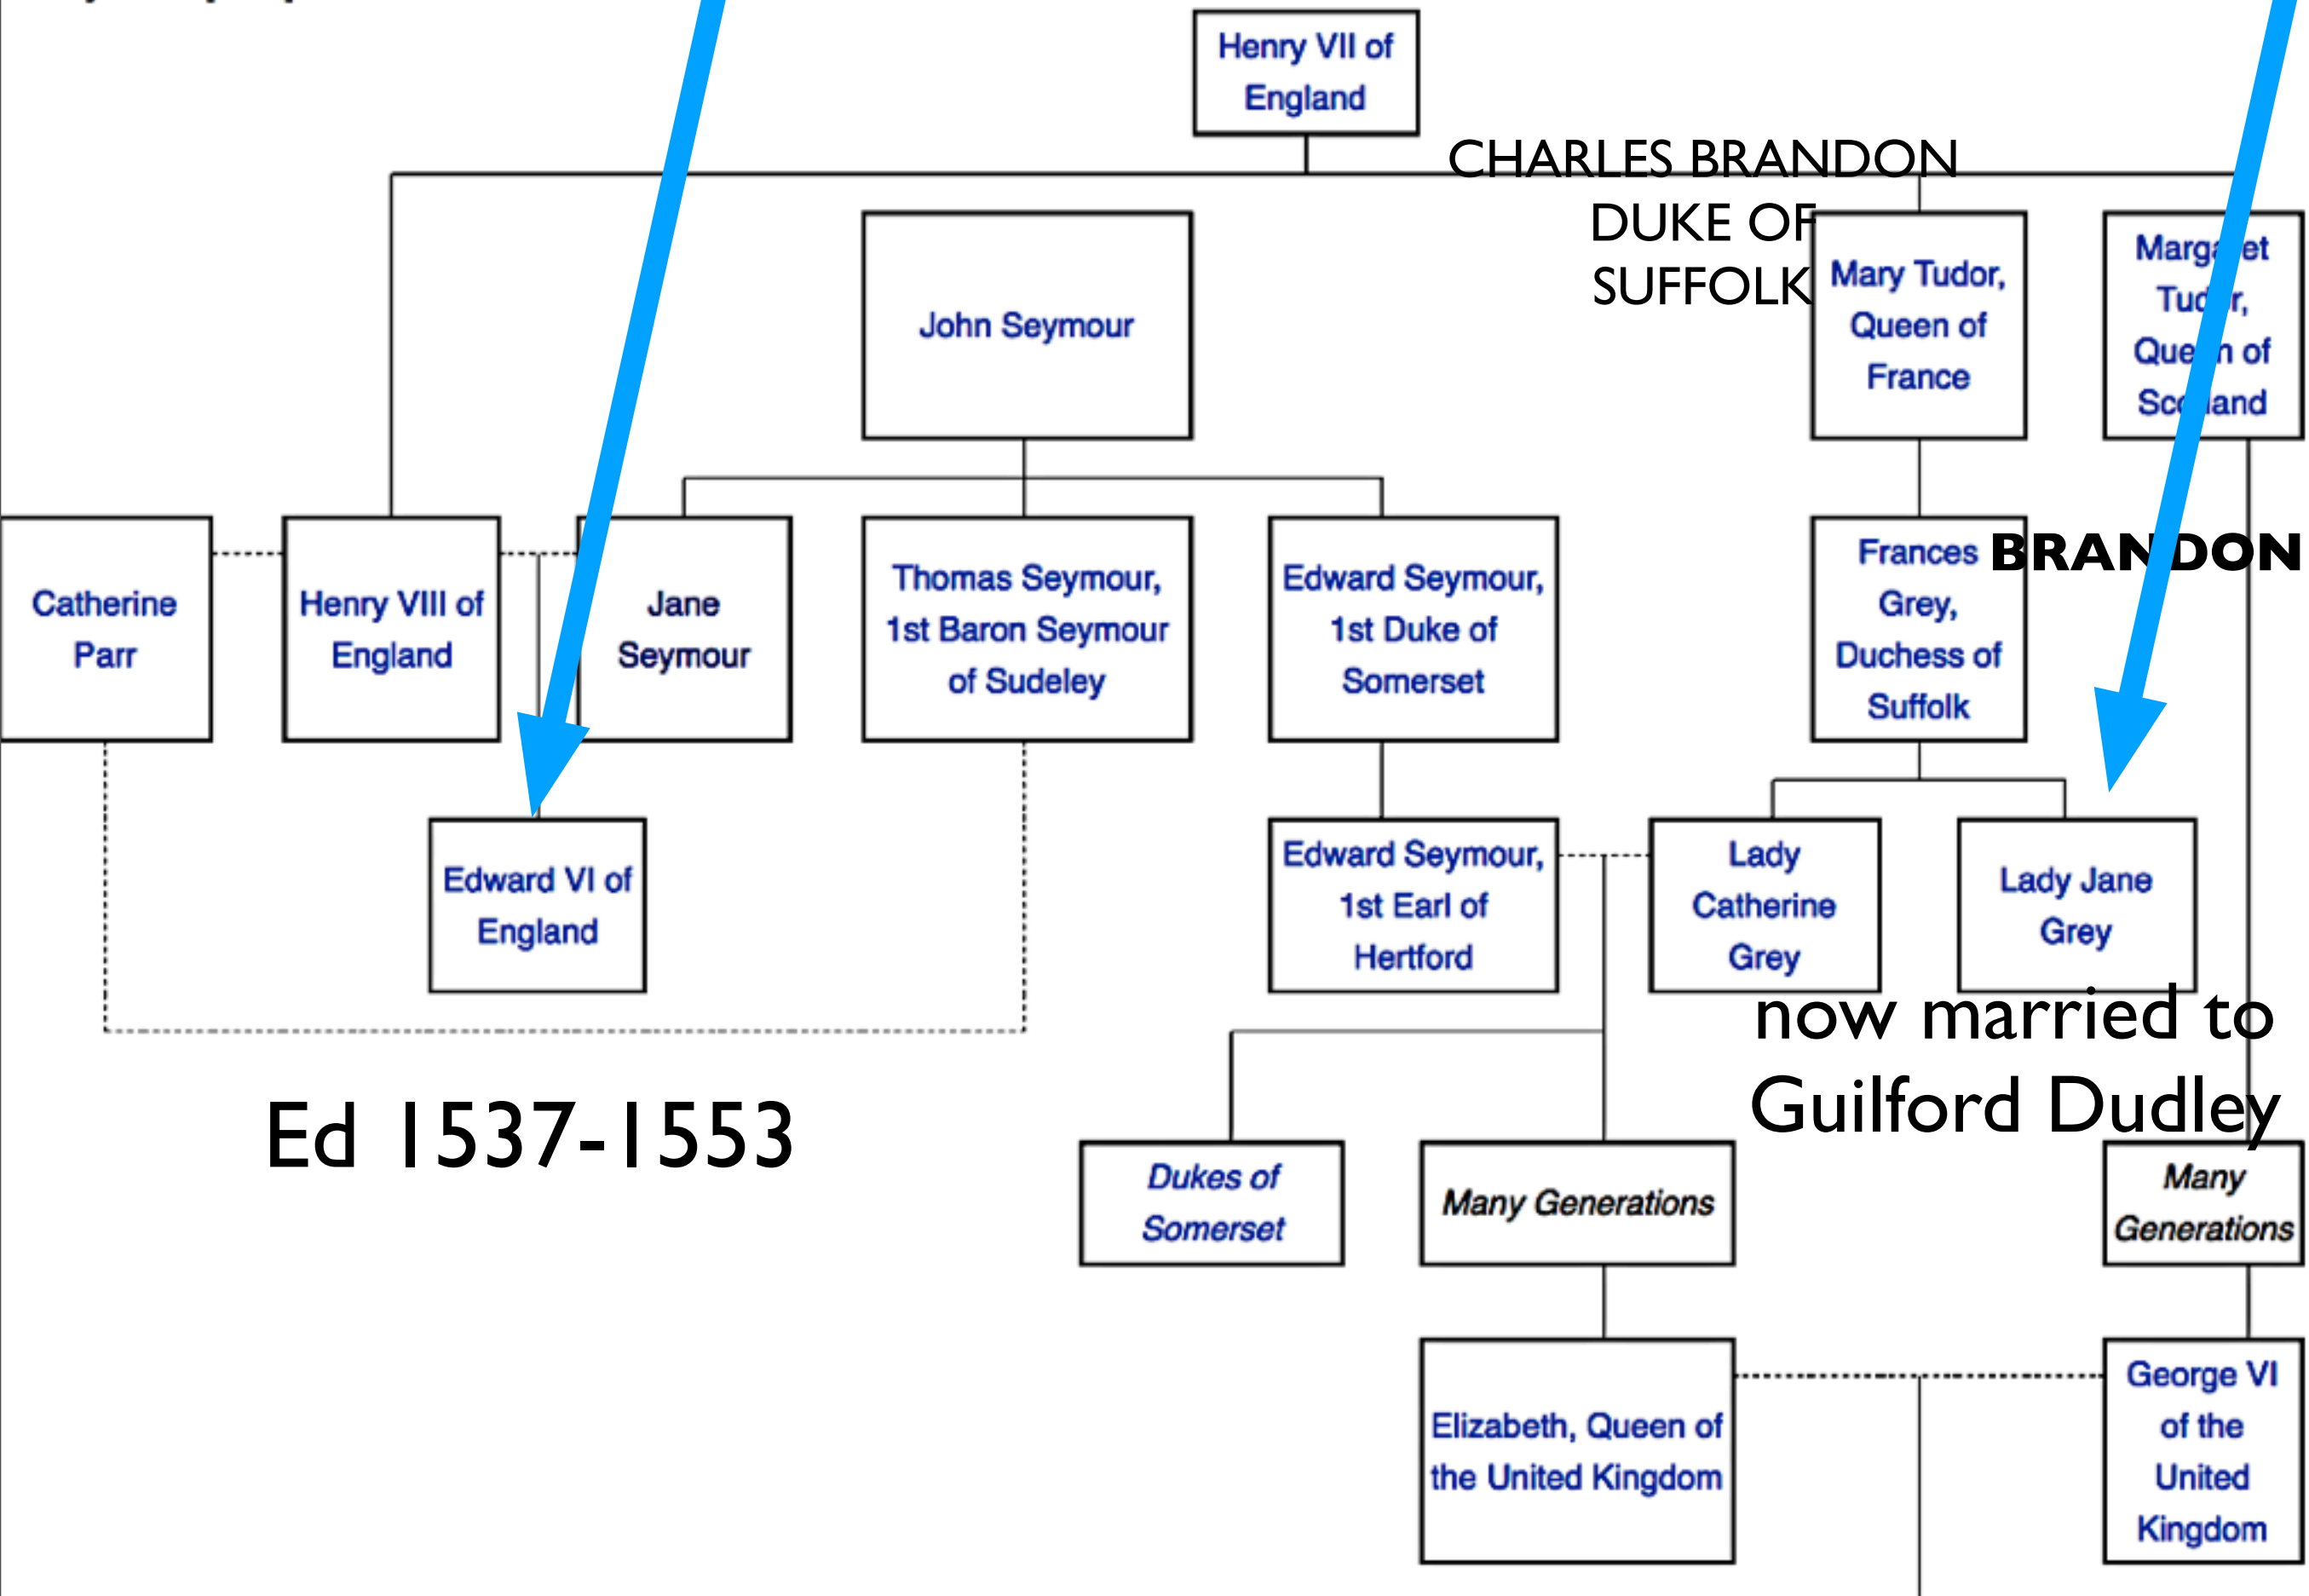 Henry VII of
England
CHARLES BRANDON
DUKE OF
SUFFOLK
John Seymour
Mary Tudor,
Queen of
France
Margaret
Tudor,
Queen of
Scotland
Catherine
Parr
Henry VIII of
England
Jane
Seymour
Thomas Seymour,
1st Baron Seymour
of Sudeley
Edward Seymour,
1st Duke of
Somerset
Frances
Grey,
Duchess of
Suffolk
BRANDON
Edward VI of
England
Edward Seymour,
1st Earl of
Hertford
Lady
Catherine
Grey
Lady Jane
Grey
now married to
Guilford Dudley
Ed 1537-1553
Dukes of
Somerset
Many Generations
Many
Generations
Elizabeth, Queen of
the United Kingdom
George VI
of the
United
Kingdom